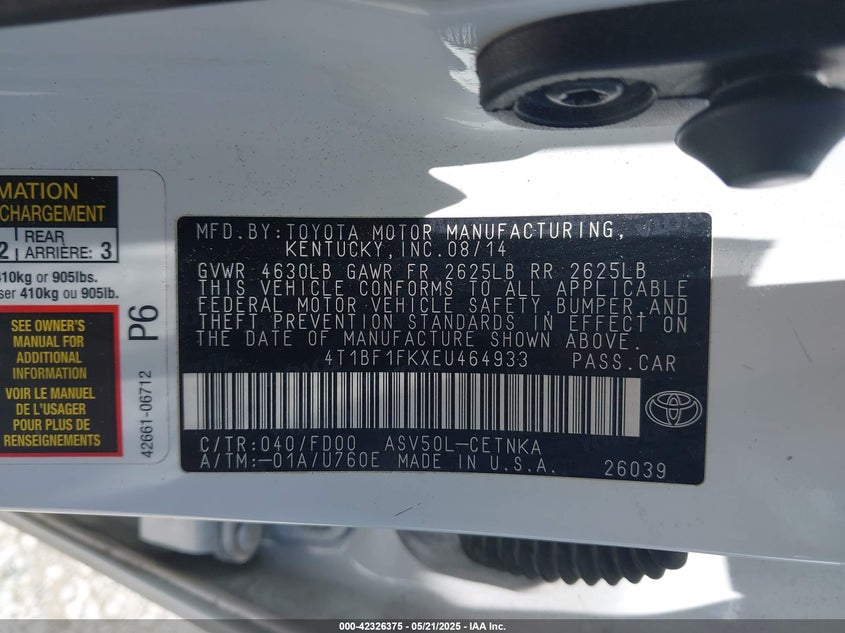 MATION
CHARGEMENT
2 REAR
ARRIÈRE: 3
410kg or 905lbs.
ser 410kg ou 905lb.
SEE OWNER'S
MANUAL FOR
ADDITIONAL
INFORMATION
VOIR LE MANUEL
DE L'USAGER
POUR PLUS DE
RENSEIGNEMENTS
P6
42661-06712
MFD.BY:TOYOTA MOTOR MANUFACTURING,
KENTUCKY,INC.08/14
GVWR 4630LB GAWR FR 2625LB RR 2625LB
THIS VEHICLE CONFORMS TO ALL APPLICABLE
FEDERAL MOTOR VEHICLE SAFETY,BUMPER,AND
THEFT PREVENTION STANDARDS IN EFFECT ON
THE DATE OF MANUFACTURE SHOWN ABOVE.
4T1BF1FKXEU464933 PASS.CAR
C/TR:040/FD00 ASV50L-CETNKA
A/TM:-01A/U760E MADE IN U.S.A. 26039
000-42326375 - 05/21/2025 - IAA Inc.